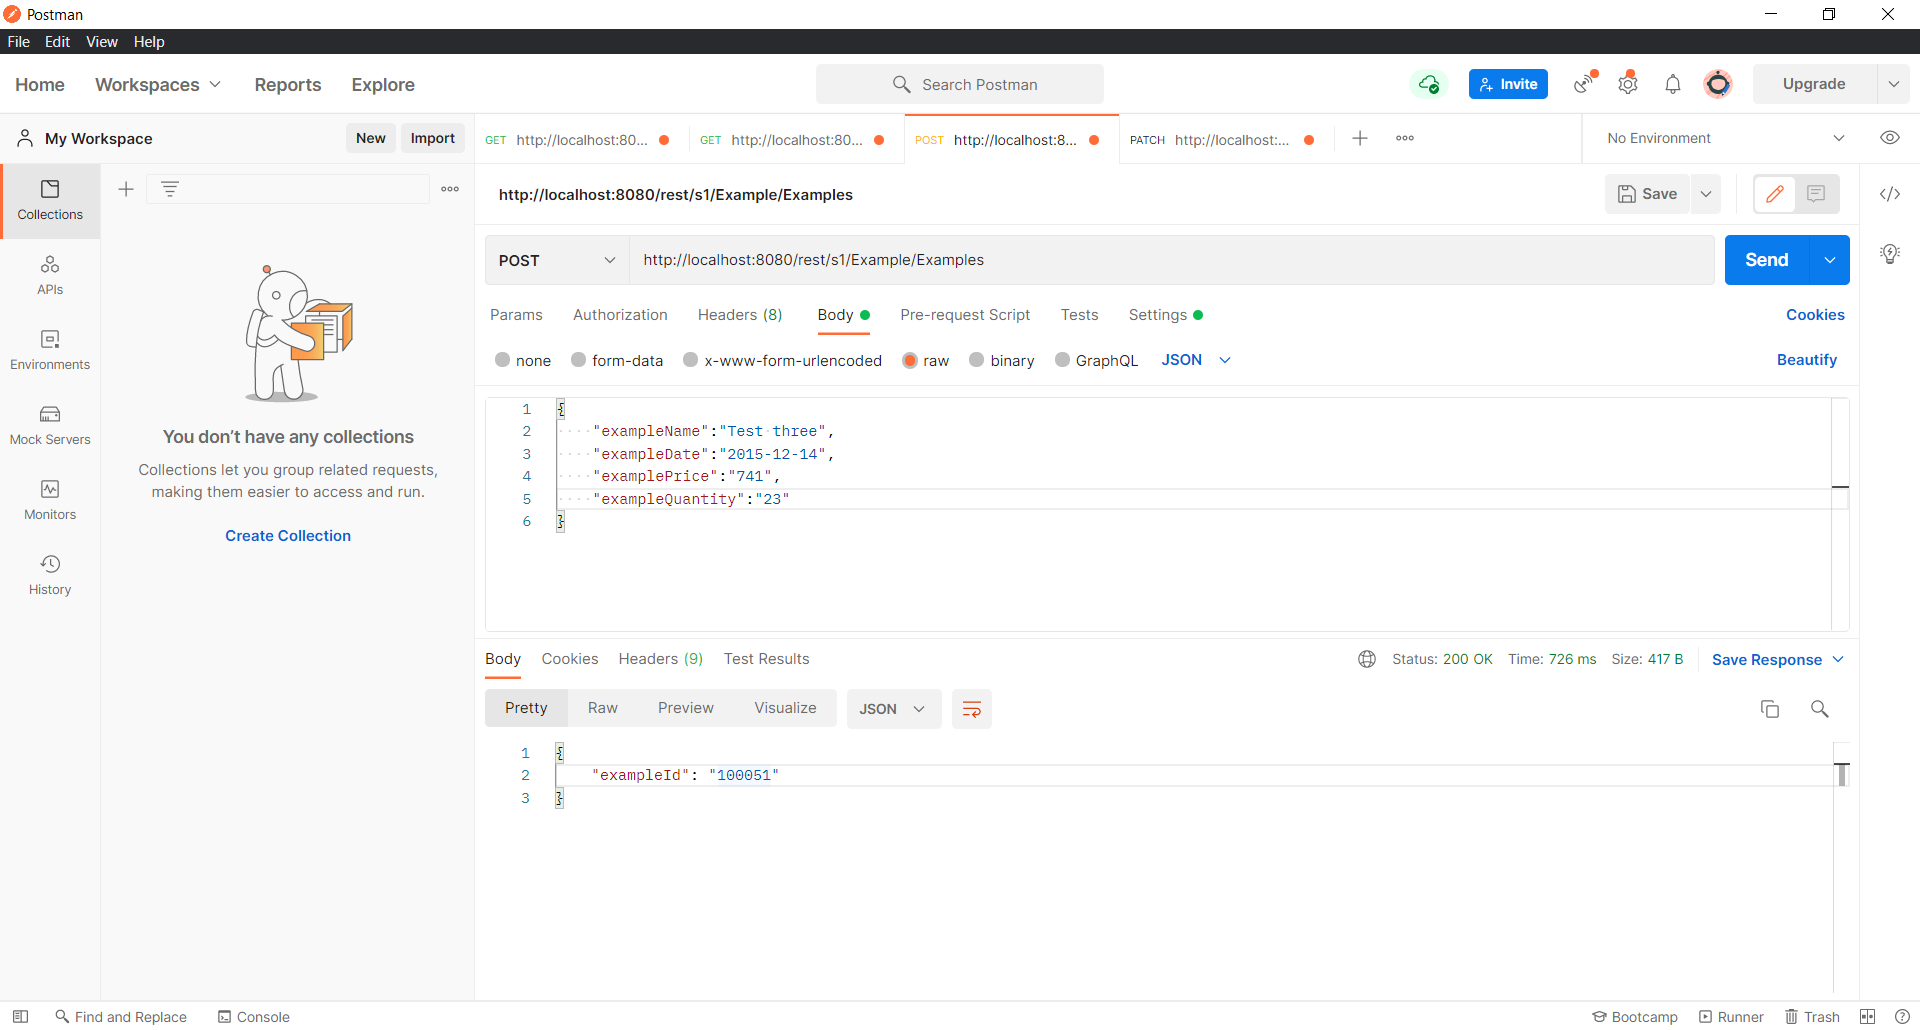 Postman
File Edit View Help
Home Workspaces Reports Explore Search Postman Invite Upgrade
My Workspace New Import GET http://localhost:80... GET http://localhost:80... POST http://localhost:8... PATCH http://localhost:... No Environment
http://localhost:8080/rest/s1/Example/Examples Save
Collections
APIs
Environments
Mock Servers
Monitors
History
You don’t have any collections
Collections let you group related requests,
making them easier to access and run.
Create Collection
POST http://localhost:8080/rest/s1/Example/Examples Send
Params Authorization Headers (8) Body Pre-request Script Tests Settings Cookies
none form-data x-www-form-urlencoded raw binary GraphQL JSON Beautify
1 {
2 "exampleName":"Test three",
3 "exampleDate":"2015-12-14",
4 "examplePrice":"741",
5 "exampleQuantity":"23"
6 }
Body Cookies Headers (9) Test Results Status: 200 OK Time: 726 ms Size: 417 B Save Response
Pretty Raw Preview Visualize JSON
1 {
2 "exampleId": "100051"
3 }
Find and Replace Console Bootcamp Runner Trash